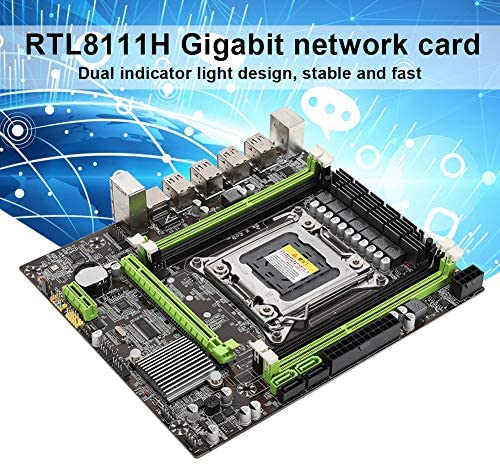 RTL8111H Gigabit network card
Dual indicator light design, stable and fast